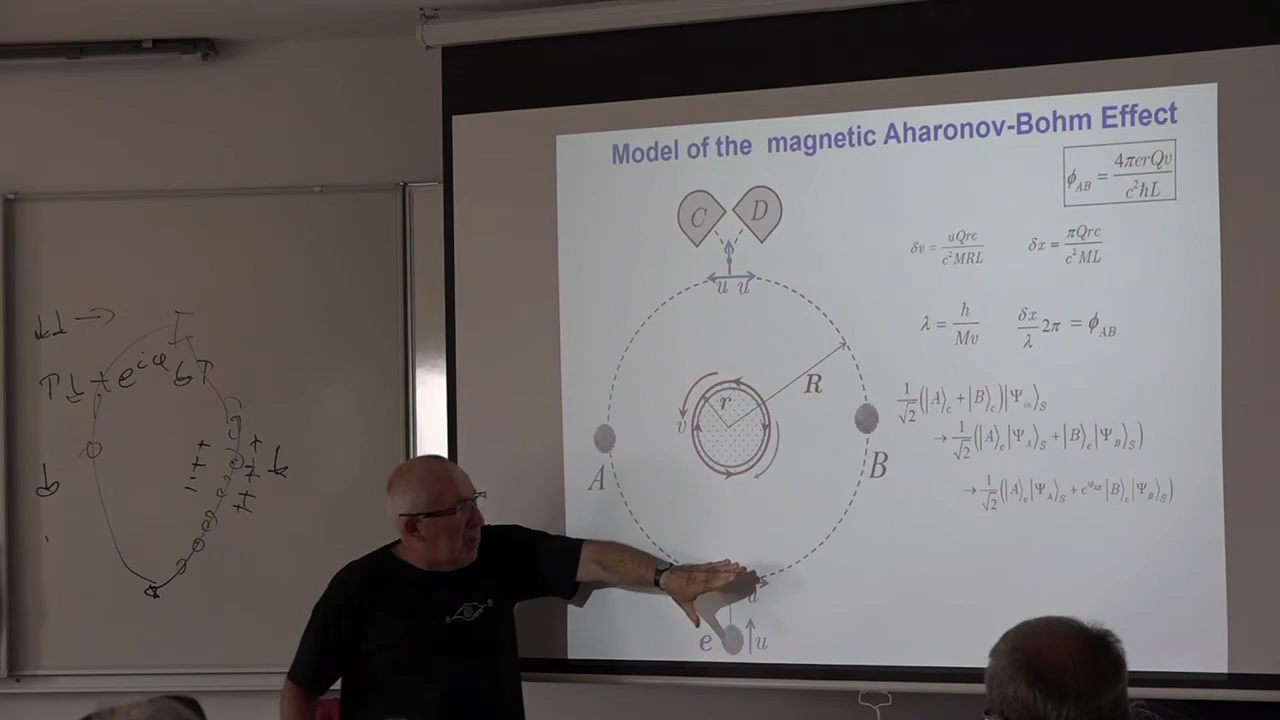 Model of the magnetic Aharonov-Bohm Effect
ϕ_AB = 4πerQv / c²ħL
C D
u u
δv = uQre / c²MRL
δx = πQre / c²ML
λ = h / Mv
δx / λ 2π = ϕ_AB
R
r
v
A
B
1/√2 (|A⟩_e + |B⟩_e)|Ψ_in⟩_S
→ 1/√2 (|A⟩_e|Ψ_A⟩_S + |B⟩_e|Ψ_B⟩_S)
→ 1/√2 (|A⟩_e|Ψ_A⟩_S + e^{iϕ_AB}|B⟩_e|Ψ_B⟩_S)
u
e u